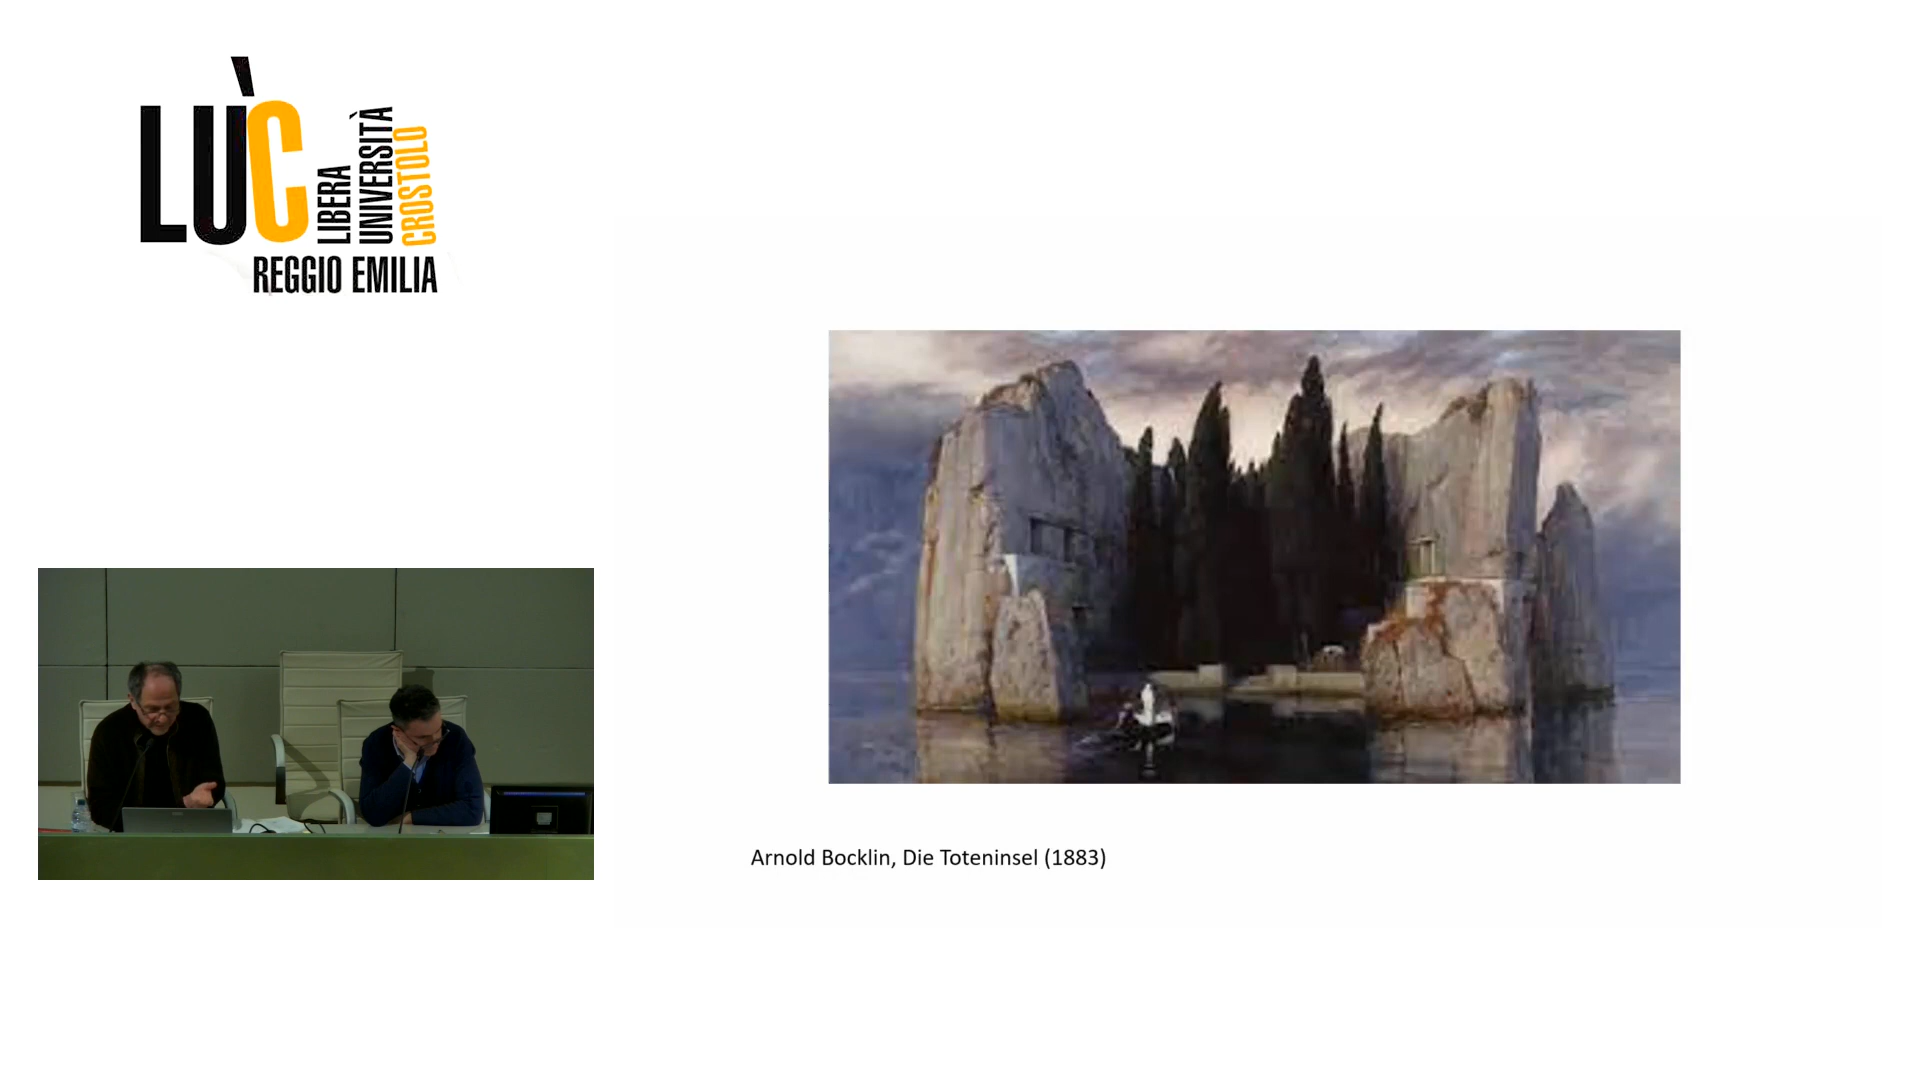 LÙC
LIBERA
UNIVERSITÀ
CROSTOLO
REGGIO EMILIA
Arnold Bocklin, Die Toteninsel (1883)